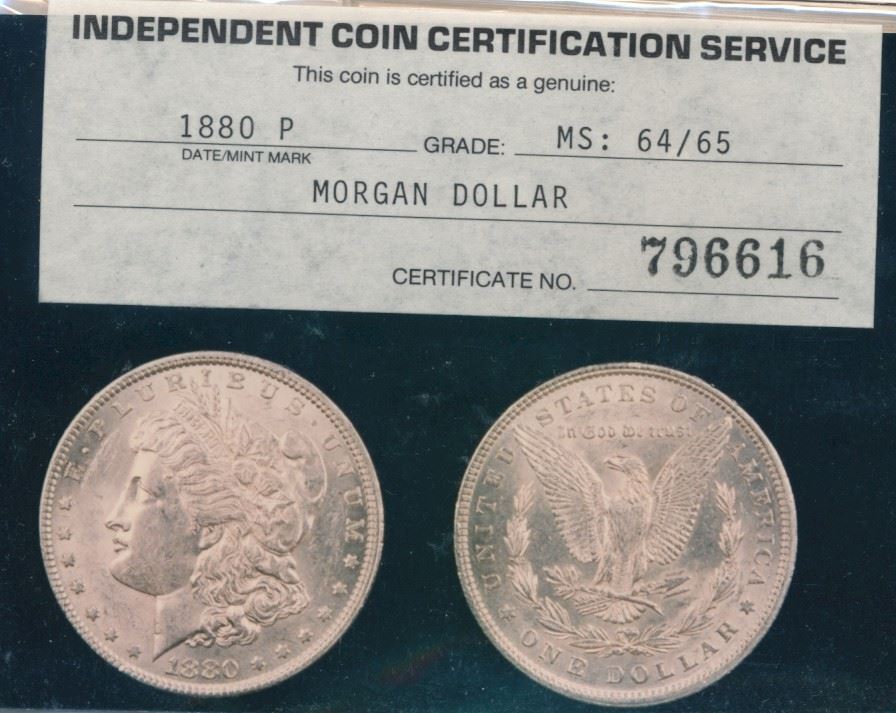 INDEPENDENT COIN CERTIFICATION SERVICE
This coin is certified as a genuine:
1880 P GRADE: MS: 64/65
DATE/MINT MARK
MORGAN DOLLAR
CERTIFICATE NO. 796616
E·PLURIBUS·UNUM
1880
UNITED STATES OF AMERICA
In God we trust
ONE DOLLAR